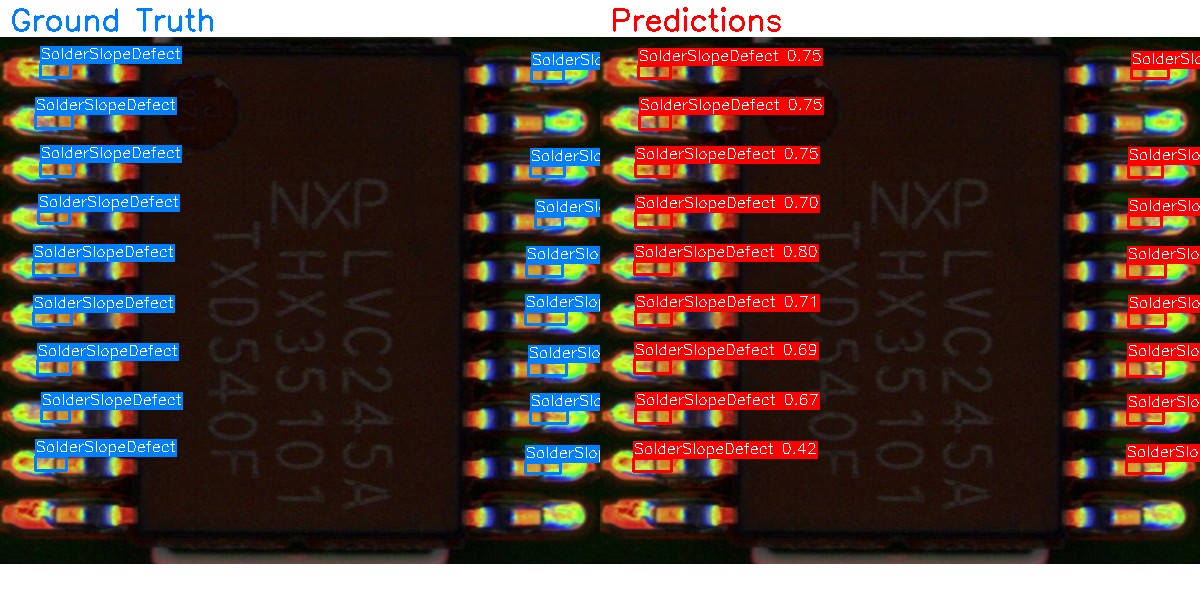 Ground Truth
Predictions
SolderSlopeDefect
SolderSlopeDefect
SolderSlopeDefect
SolderSlopeDefect
SolderSlopeDefect
SolderSlopeDefect
SolderSlopeDefect
SolderSlopeDefect
SolderSlopeDefect
SolderSlo
SolderSlo
SolderSl
SolderSlo
SolderSlop
SolderSlo
SolderSlo
SolderSlop
NXP
LVC245A
HX35101
TXD540F
SolderSlopeDefect 0.75
SolderSlopeDefect 0.75
SolderSlopeDefect 0.75
SolderSlopeDefect 0.70
SolderSlopeDefect 0.80
SolderSlopeDefect 0.71
SolderSlopeDefect 0.69
SolderSlopeDefect 0.67
SolderSlopeDefect 0.42
SolderSlo
SolderSlo
SolderSlo
SolderSlo
SolderSlo
SolderSlo
SolderSlo
SolderSlo
NXP
LVC245A
HX35101
TXD540F